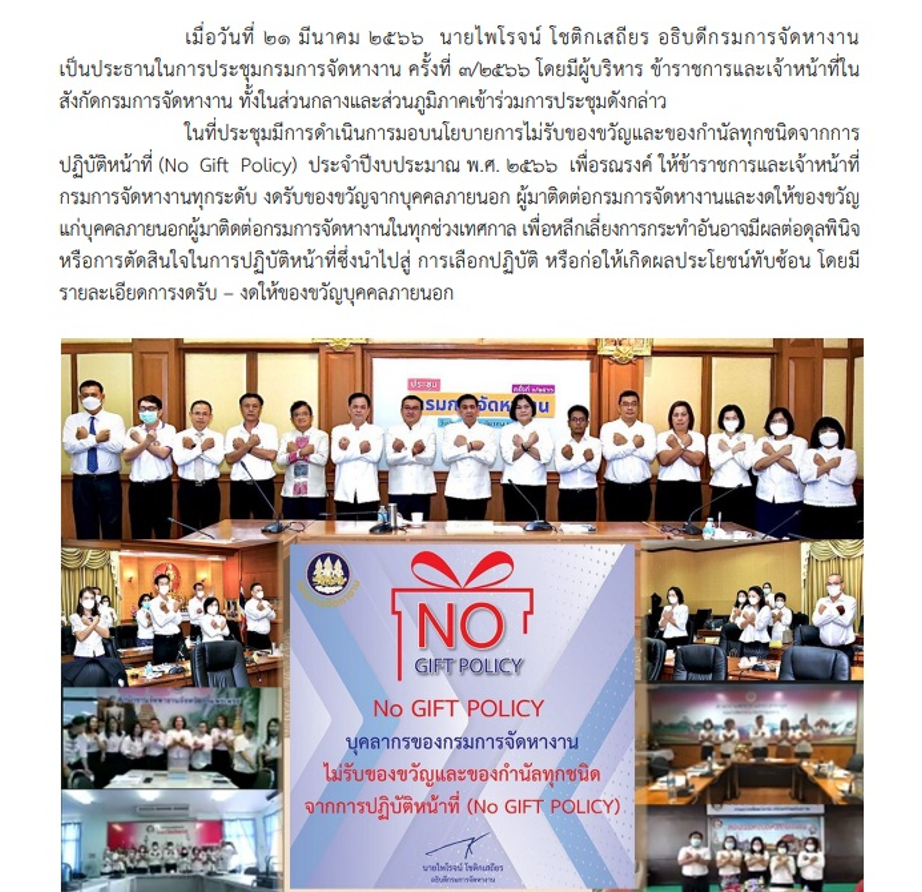 เมื่อวันที่ ๒๑ มีนาคม ๒๕๖๖ นายไพโรจน์ โชติกเสถียร อธิบดีกรมการจัดหางาน
เป็นประธานในการประชุมกรมการจัดหางาน ครั้งที่ ๓/๒๕๖๖ โดยมีผู้บริหาร ข้าราชการและเจ้าหน้าที่ใน
สังกัดกรมการจัดหางาน ทั้งในส่วนกลางและส่วนภูมิภาคเข้าร่วมการประชุมดังกล่าว
ในที่ประชุมมีการดำเนินการมอบนโยบายการไม่รับของขวัญและของกำนัลทุกชนิดจากการ
ปฏิบัติหน้าที่ (No Gift Policy) ประจำปีงบประมาณ พ.ศ. ๒๕๖๖ เพื่อรณรงค์ ให้ข้าราชการและเจ้าหน้าที่
กรมการจัดหางานทุกระดับ งดรับของขวัญจากบุคคลภายนอก ผู้มาติดต่อกรมการจัดหางานและงดให้ของขวัญ
แก่บุคคลภายนอกผู้มาติดต่อกรมการจัดหางานในทุกช่วงเทศกาล เพื่อหลีกเลี่ยงการกระทำอันอาจมีผลต่อดุลพินิจ
หรือการตัดสินใจในการปฏิบัติหน้าที่ซึ่งนำไปสู่ การเลือกปฏิบัติ หรือก่อให้เกิดผลประโยชน์ทับซ้อน โดยมี
รายละเอียดการงดรับ – งดให้ของขวัญบุคคลภายนอก
ประชุม
NO
GIFT POLICY
No GIFT POLICY
บุคลากรของกรมการจัดหางาน
ไม่รับของขวัญและของกำนัลทุกชนิด
จากการปฏิบัติหน้าที่ (No GIFT POLICY)
นายไพโรจน์ โชติกเสถียร
อธิบดีกรมการจัดหางาน